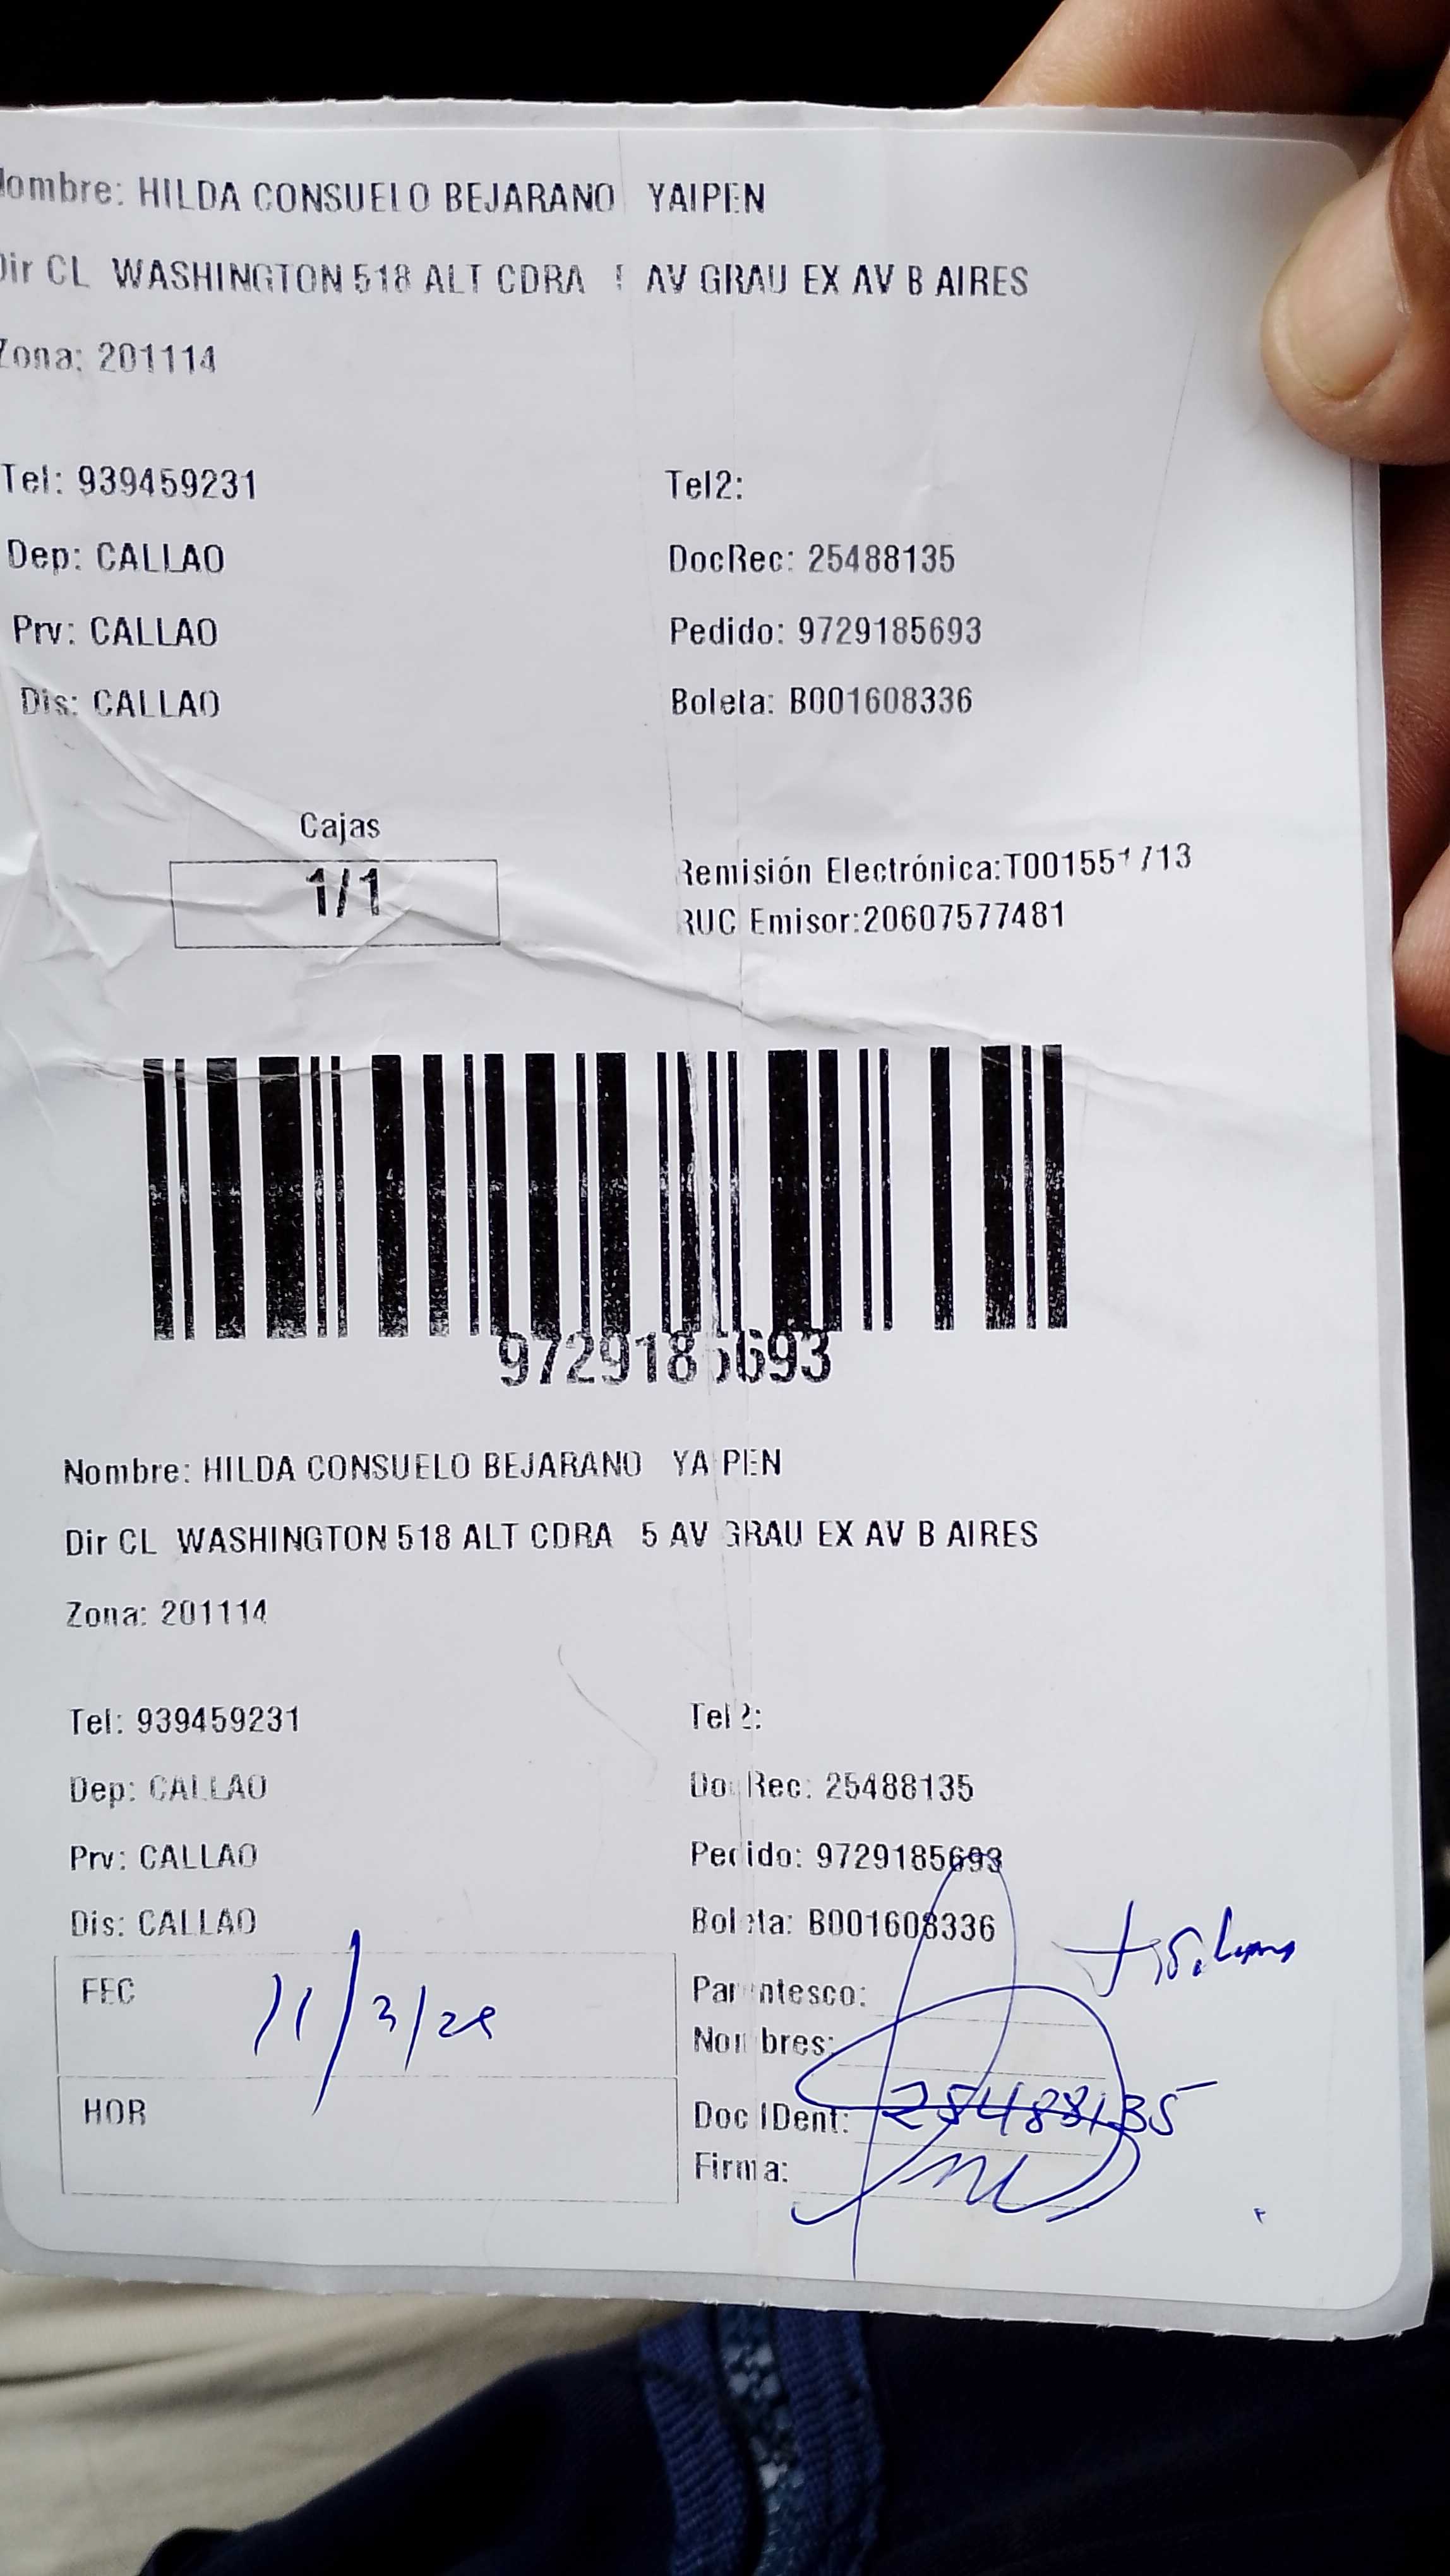 Nombre: HILDA CONSUELO BEJARANO YAIPEN
Dir CL WASHINGTON 518 ALT CDRA 5 AV GRAU EX AV B AIRES
Zona: 201114
Tel: 939459231 Tel2:
Dep: CALLAO DocRec: 25488135
Prv: CALLAO Pedido: 9729185693
Dis: CALLAO Boleta: B001608336
Cajas
1/1
Remisión Electrónica:T001551713
RUC Emisor:20607577481
9729185693
Nombre: HILDA CONSUELO BEJARANO YAIPEN
Dir CL WASHINGTON 518 ALT CDRA 5 AV GRAU EX AV B AIRES
Zona: 201114
Tel: 939459231 Tel2:
Dep: CALLAO DocRec: 25488135
Prv: CALLAO Pedido: 9729185693
Dis: CALLAO Boleta: B001608336
FEC Parentesco:
Nombres:
HOR Doc IDent: 25488135
Firma: